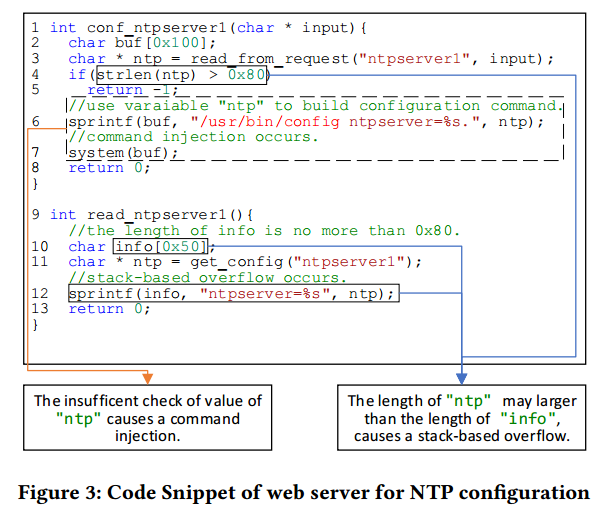 1 int conf_ntpserver1(char * input){
2 char buf[0x100];
3 char * ntp = read_from_request("ntpserver1", input);
4 if(strlen(ntp) > 0x80)
5 return -1;
//use varaiable "ntp" to build configuration command.
6 sprintf(buf, "/usr/bin/config ntpserver=%s.", ntp);
//command injection occurs.
7 system(buf);
8 return 0;
}
9 int read_ntpserver1(){
//the length of info is no more than 0x80.
10 char info[0x50];
11 char * ntp = get_config("ntpserver1");
//stack-based overflow occurs.
12 sprintf(info, "ntpserver=%s", ntp);
13 return 0;
}
The insufficent check of value of
"ntp" causes a command
injection.
The length of "ntp" may larger
than the length of "info",
causes a stack-based overflow.
Figure 3: Code Snippet of web server for NTP configuration